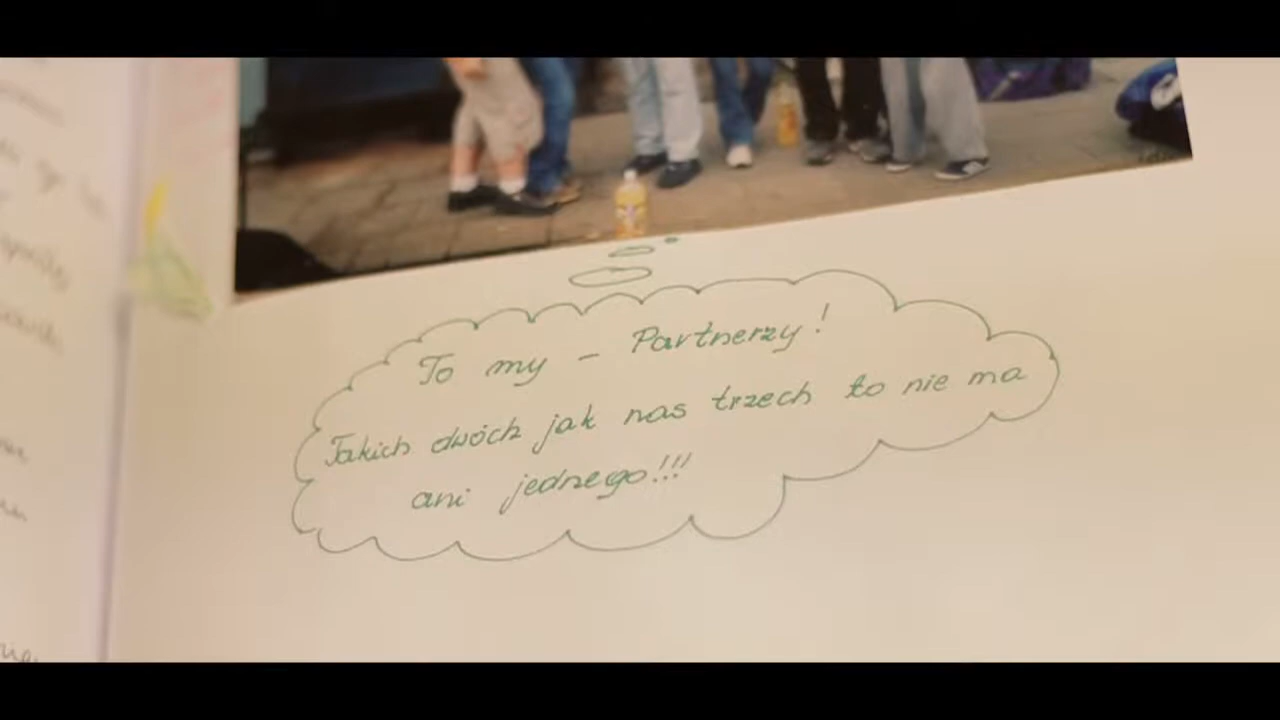 To my - Partnerzy!
Takich dwóch jak nas trzech to nie ma
ani jednego!!!